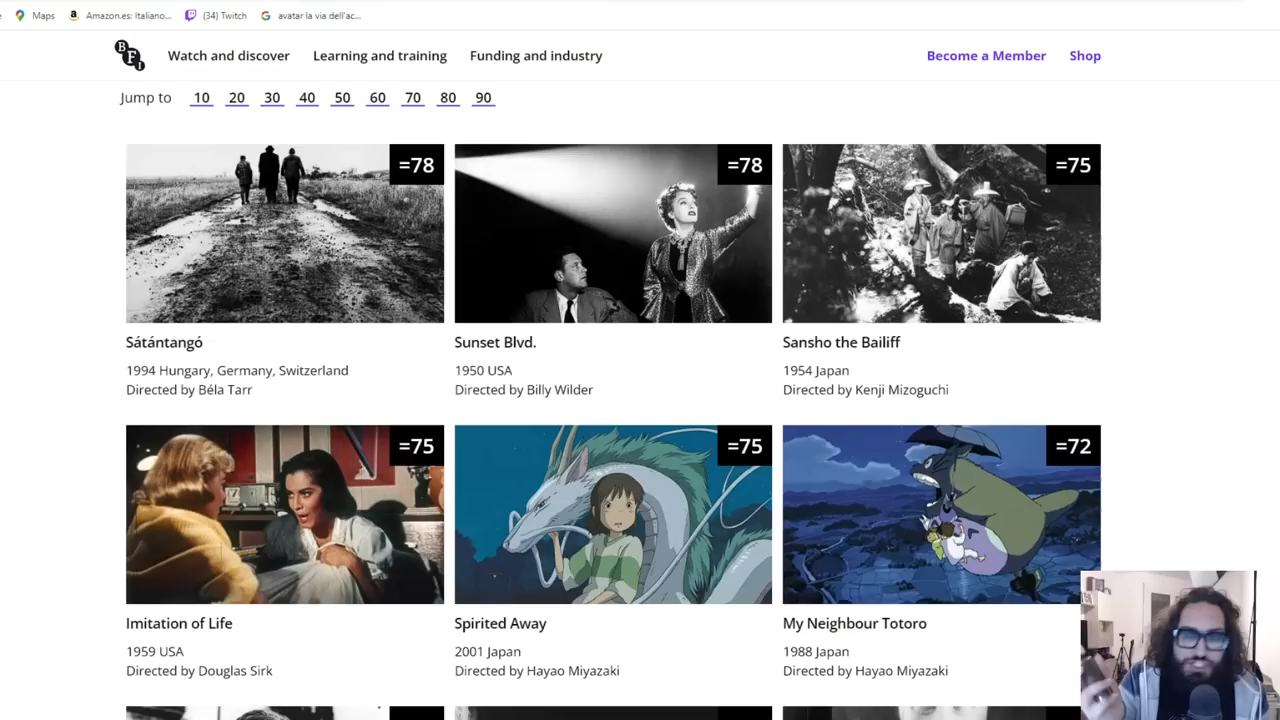 Maps
Amazon.es: Italiano...
(34) Twitch
avatar la via dell'ac...
BFI
Watch and discover
Learning and training
Funding and industry
Become a Member
Shop
Jump to 10 20 30 40 50 60 70 80 90
=78
=78
=75
Sátántangó
1994 Hungary, Germany, Switzerland
Directed by Béla Tarr
Sunset Blvd.
1950 USA
Directed by Billy Wilder
Sansho the Bailiff
1954 Japan
Directed by Kenji Mizoguchi
=75
=75
=72
Imitation of Life
1959 USA
Directed by Douglas Sirk
Spirited Away
2001 Japan
Directed by Hayao Miyazaki
My Neighbour Totoro
1988 Japan
Directed by Hayao Miyazaki